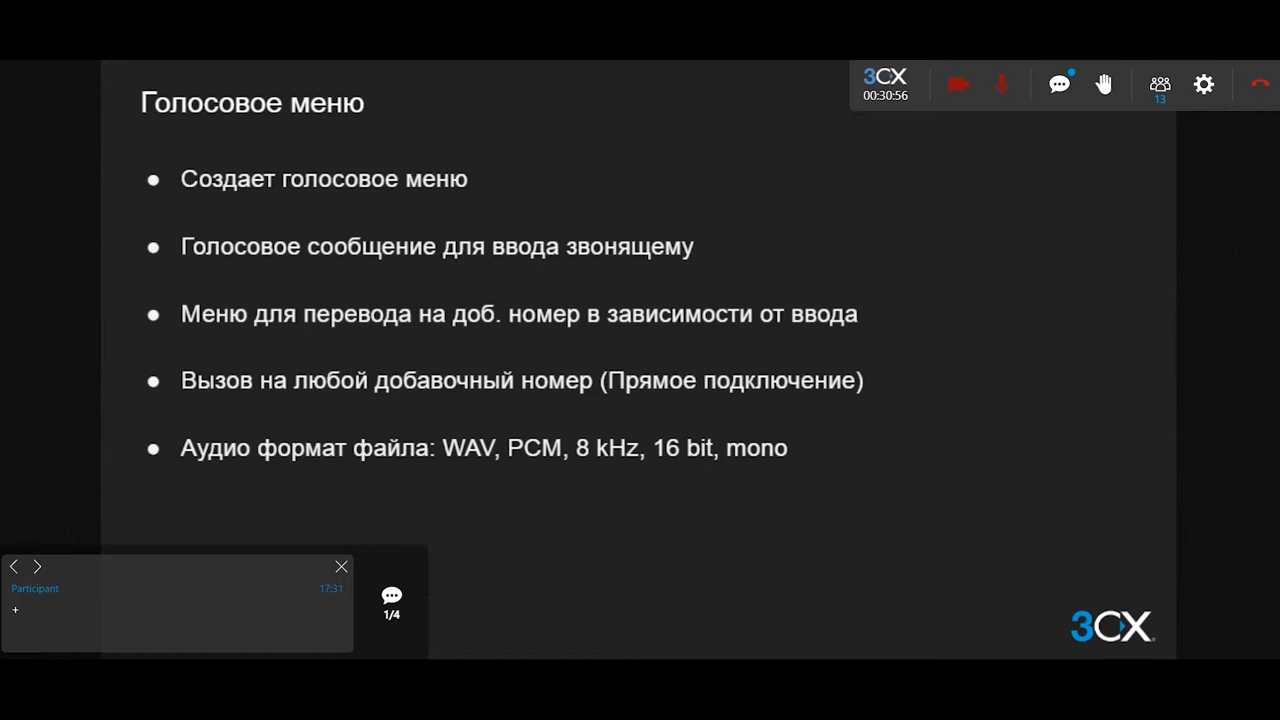 Голосовое меню
3CX
00:30:56
13
● Создает голосовое меню
● Голосовое сообщение для ввода звонящему
● Меню для перевода на доб. номер в зависимости от ввода
● Вызов на любой добавочный номер (Прямое подключение)
● Аудио формат файла: WAV, PCM, 8 kHz, 16 bit, mono
Participant 17:31
+
1/4
3CX